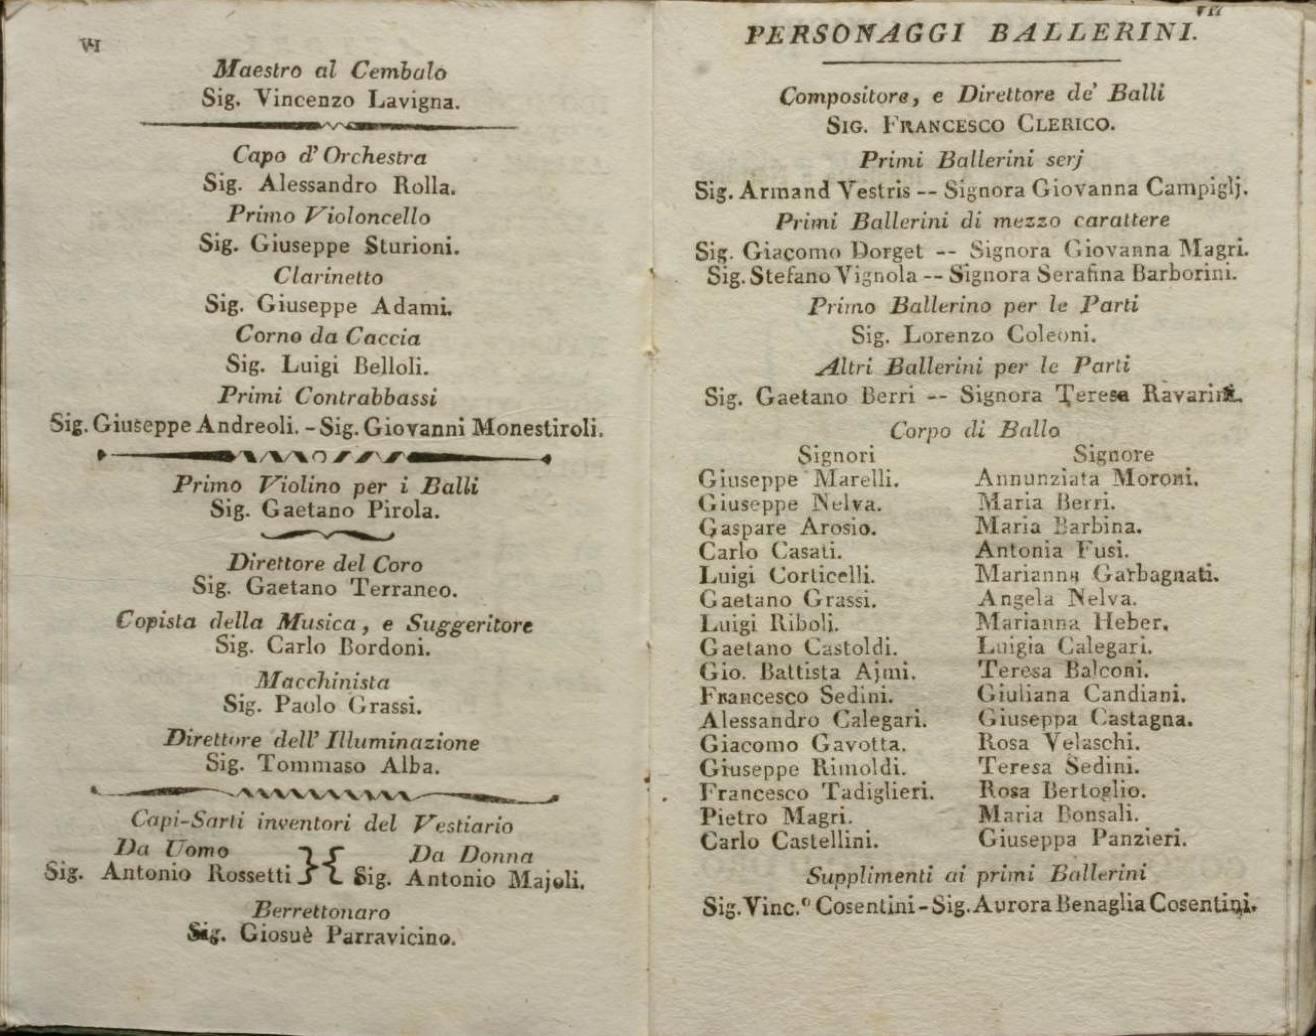 VI
Maestro al Cembalo
Sig. Vincenzo Lavigna.
Capo d' Orchestra
Sig. Alessandro Rolla.
Primo Violoncello
Sig. Giuseppe Sturioni.
Clarinetto
Sig. Giuseppe Adami.
Corno da Caccia
Sig. Luigi Belloli.
Primi Contrabbassi
Sig. Giuseppe Andreoli. - Sig. Giovanni Monestiroli.
Primo Violino per i Balli
Sig. Gaetano Pirola.
Direttore del Coro
Sig. Gaetano Terraneo.
Copista della Musica, e Suggeritore
Sig. Carlo Bordoni.
Macchinista
Sig. Paolo Grassi.
Direttore dell' Illuminazione
Sig. Tommaso Alba.
Capi-Sarti inventori del Vestiario
Da Uomo Da Donna
Sig. Antonio Rossetti }{ Sig. Antonio Majoli.
Berrettonaro
Sig. Giosuè Parravicino.
VII
PERSONAGGI BALLERINI.
Compositore, e Direttore de' Balli
SIG. FRANCESCO CLERICO.
Primi Ballerini serj
Sig. Armand Vestris -- Signora Giovanna Campiglj.
Primi Ballerini di mezzo carattere
Sig. Giacomo Dorget -- Signora Giovanna Magri.
Sig. Stefano Vignola -- Signora Serafina Barborini.
Primo Ballerino per le Parti
Sig. Lorenzo Coleoni.
Altri Ballerini per le Parti
Sig. Gaetano Berri -- Signora Teresa Ravarini.
Corpo di Ballo
Signori Signore
Giuseppe Marelli. Annunziata Moroni.
Giuseppe Nelva. Maria Berri.
Gaspare Arosio. Maria Barbina.
Carlo Casati. Antonia Fusi.
Luigi Corticelli. Marianna Garbagnati.
Gaetano Grassi. Angela Nelva.
Luigi Riboli. Marianna Heber.
Gaetano Castoldi. Luigia Calegari.
Gio. Battista Ajmi. Teresa Balconi.
Francesco Sedini. Giuliana Candiani.
Alessandro Calegari. Giuseppa Castagna.
Giacomo Gavotta. Rosa Velaschi.
Giuseppe Rimoldi. Teresa Sedini.
Francesco Tadiglieri. Rosa Bertoglio.
Pietro Magri. Maria Bonsali.
Carlo Castellini. Giuseppa Panzieri.
Supplimenti ai primi Ballerini
Sig. Vinc.º Cosentini - Sig. Aurora Benaglia Cosentini.